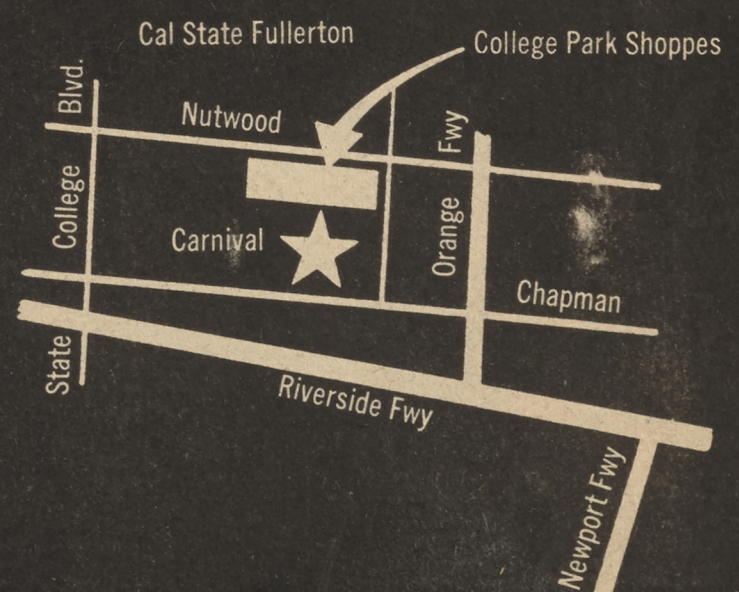 Cal State Fullerton
College Park Shoppes
Nutwood
State College Blvd.
Orange Fwy
Carnival
Chapman
Riverside Fwy
Newport Fwy